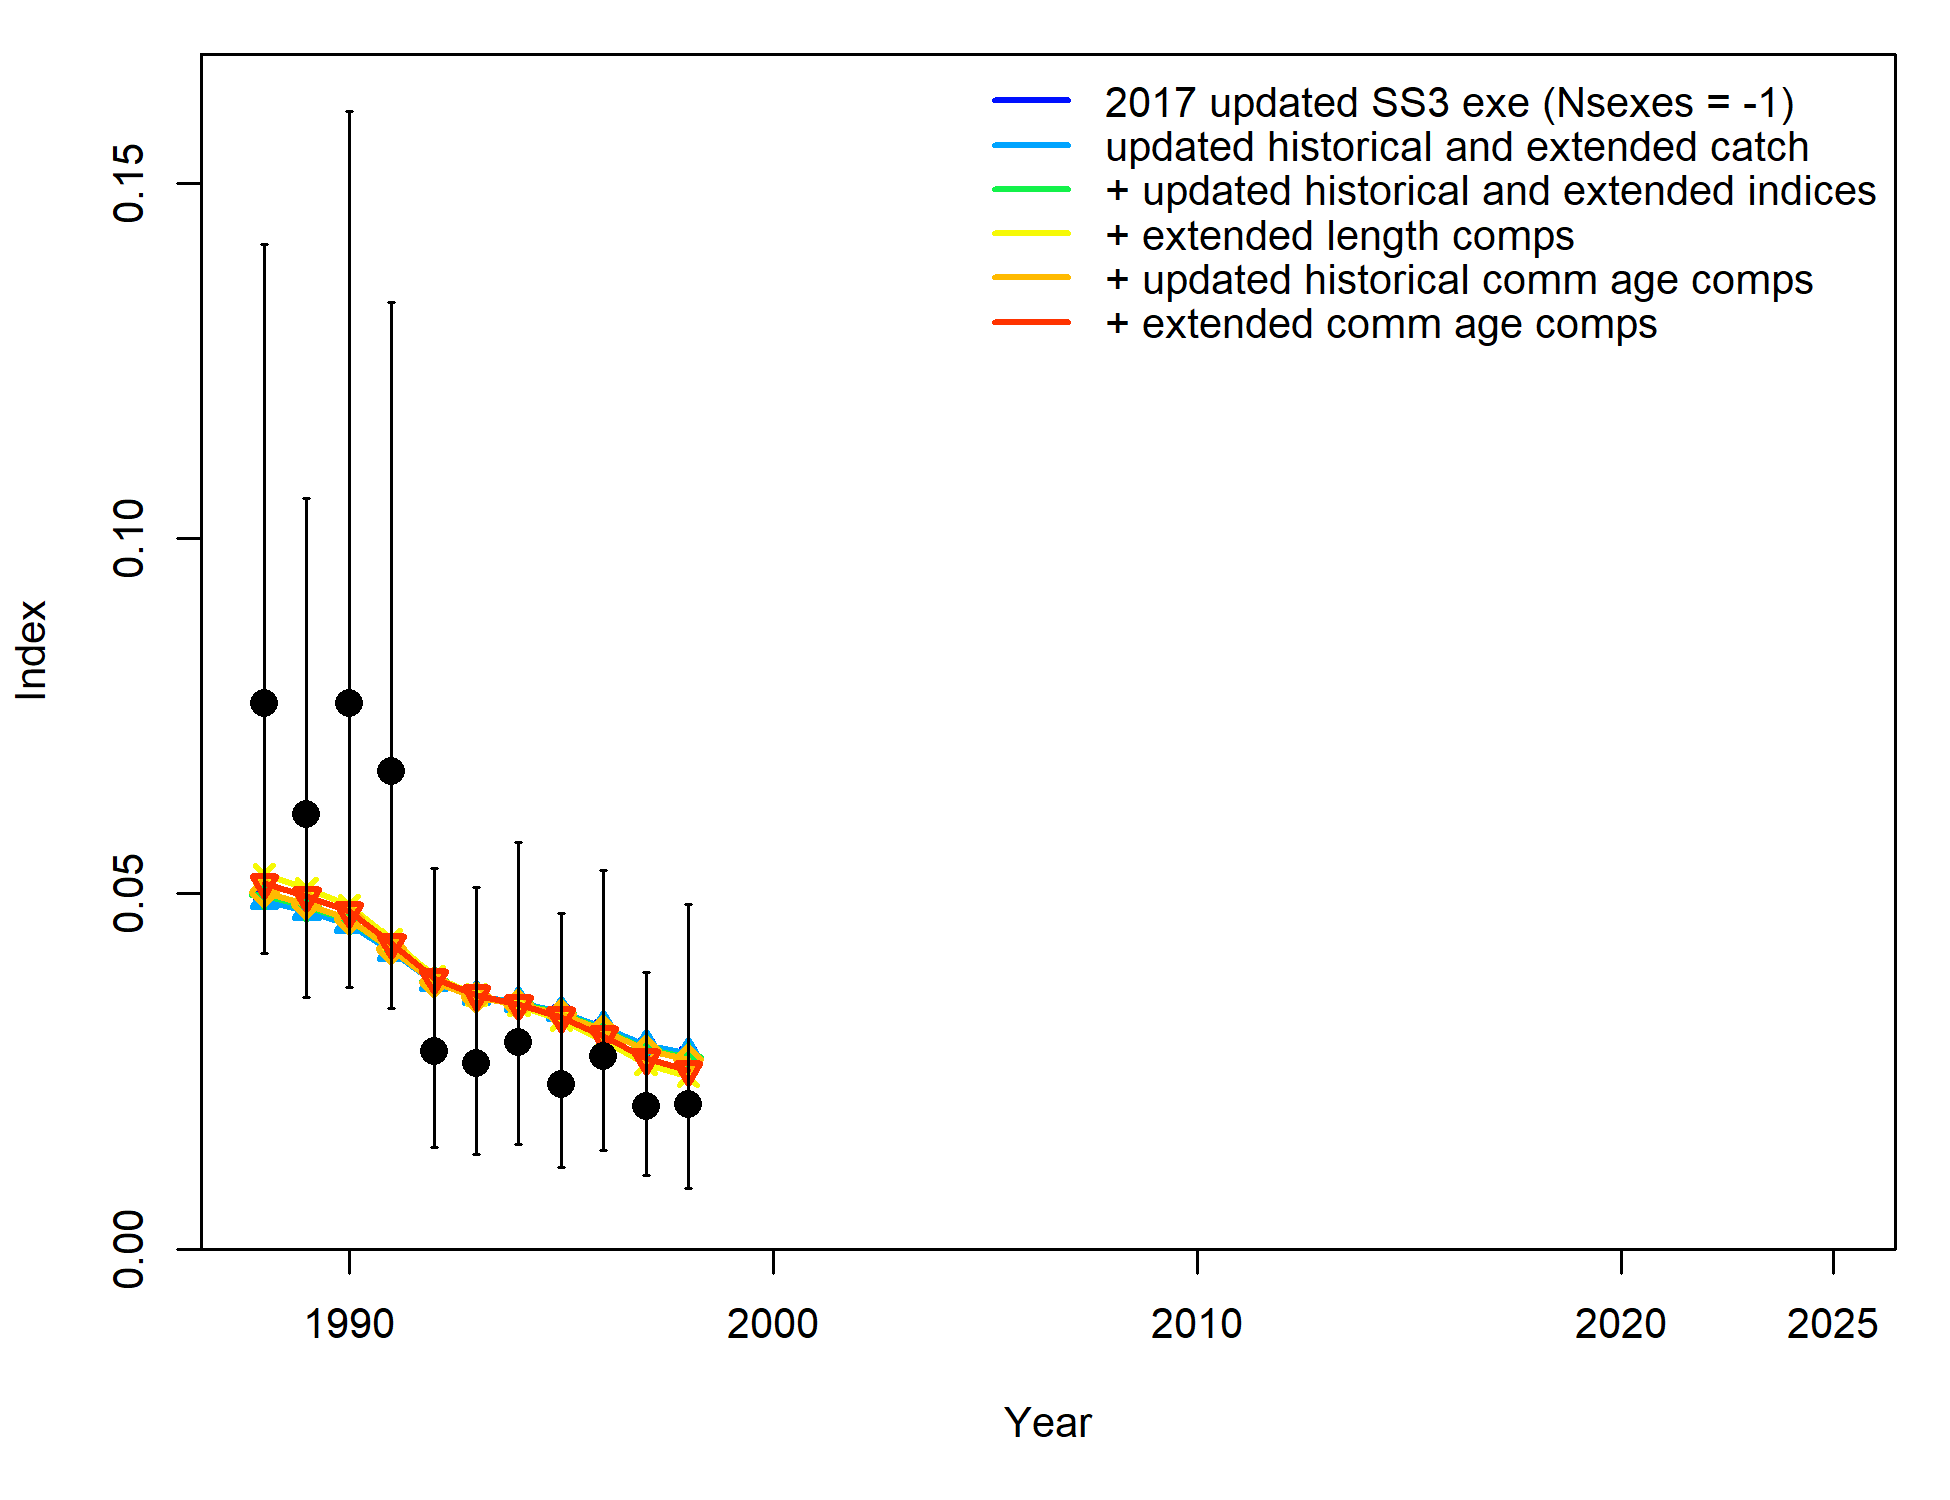 2017 updated SS3 exe (Nsexes = -1)
updated historical and extended catch
+ updated historical and extended indices
+ extended length comps
+ updated historical comm age comps
+ extended comm age comps
0.15
0.10
0.05
0.00
Index
1990
2000
2010
2020
2025
Year